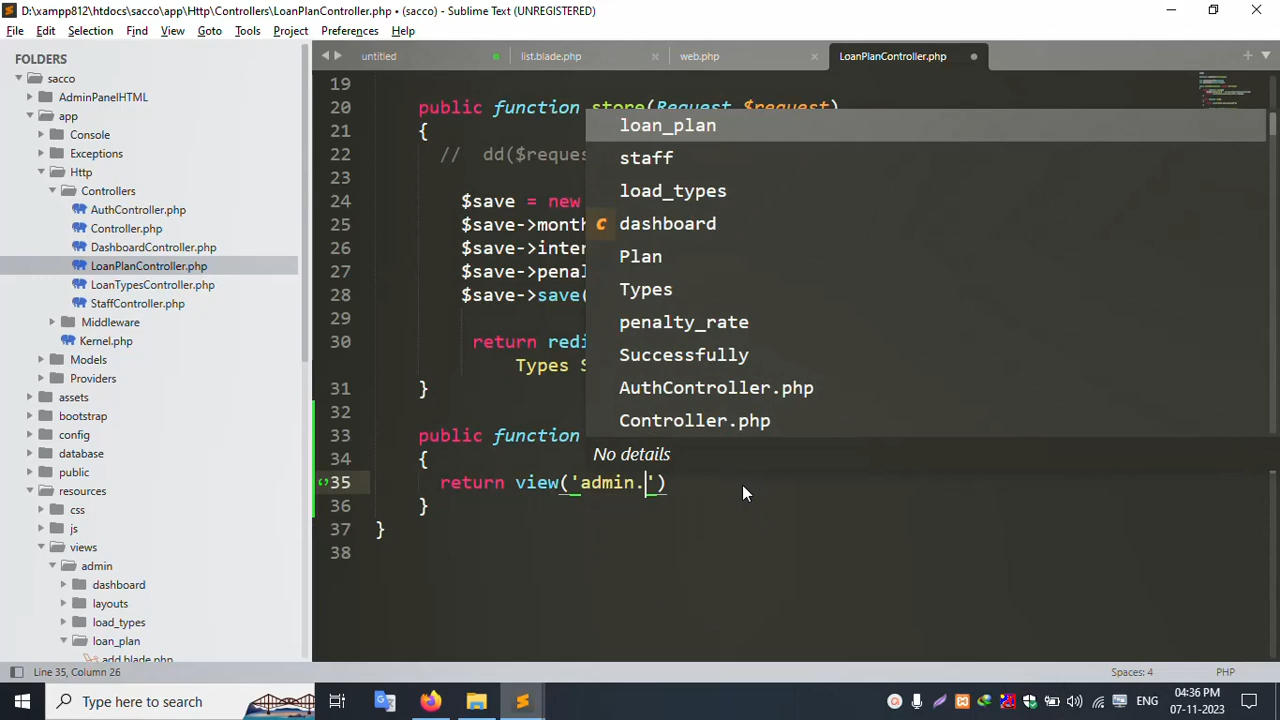 D:\xampp812\htdocs\sacco\app\Http\Controllers\LoanPlanController.php • (sacco) - Sublime Text (UNREGISTERED)
File Edit Selection Find View Goto Tools Project Preferences Help
FOLDERS
sacco
AdminPanelHTML
app
Console
Exceptions
Http
Controllers
AuthController.php
Controller.php
DashboardController.php
LoanPlanController.php
LoanTypesController.php
StaffController.php
Middleware
Kernel.php
Models
Providers
assets
bootstrap
config
database
public
resources
css
js
views
admin
dashboard
layouts
load_types
loan_plan
add.blade.php
untitled list.blade.php web.php LoanPlanController.php
19
20 public function store(Request $request)
21 {
22 // dd($reques
23
24 $save = new
25 $save->month
26 $save->inter
27 $save->penal
28 $save->save(
29
30 return redi
Types S
31 }
32
33 public function
34 {
35 return view('admin.')
36 }
37 }
38
loan_plan
staff
load_types
c dashboard
Plan
Types
penalty_rate
Successfully
AuthController.php
Controller.php
No details
Line 35, Column 26 Spaces: 4 PHP
Type here to search ENG 04:36 PM
07-11-2023